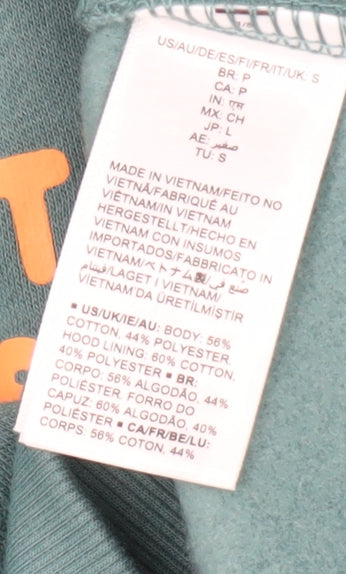 US/AU/DE/ES/FI/FR/IT/UK: S
BR: P
CA: P
IN: एस
MX: CH
JP: L
AE: صغير
TU: S
MADE IN VIETNAM/FEITO NO
VIETNÃ/FABRIQUÉ AU
VIÊTNAM/IN VIETNAM
HERGESTELLT/HECHO EN
VIETNAM CON INSUMOS
IMPORTADOS/FABBRICATO IN
VIETNAM/ベトナム製/صنع في فيتنام
/LAGET I VIETNAM/
VIETNAM'DA ÜRETİLMİŞTİR
▪ US/UK/IE/AU: BODY: 56%
COTTON, 44% POLYESTER.
HOOD LINING: 60% COTTON,
40% POLYESTER ▪ BR:
CORPO: 56% ALGODÃO, 44%
POLIÉSTER. FORRO DO
CAPUZ: 60% ALGODÃO, 40%
POLIÉSTER ▪ CA/FR/BE/LU:
CORPS: 56% COTON, 44%
T